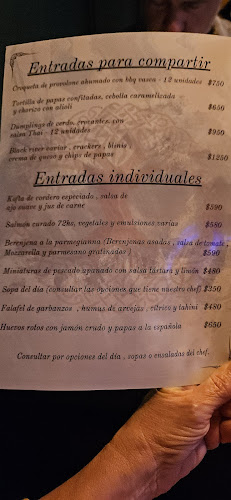 Entradas para compartir
Croqueta de provolone ahumado con bbq vasca - 12 unidades $750
Tortilla de papas confitadas, cebolla caramelizada
y chorizo con alioli $650
Dumplings de cerdo, crocantes, con
salsa Thai - 12 unidades $950
Black river caviar, crackers, blinis,
crema de queso y chips de papas $1250
Entradas individuales
Kefta de cordero especiado, salsa de
ajo suave y jus de carne $590
Salmon curado 72hs, vegetales y emulsiones varias $580
Berenjena a la parmegianna (Berenjenas asadas, salsa de tomate,
Mozzarella y parmesano gratinados) $590
Miniaturas de pescado apanado con salsa tártara y limón $480
Sopa del día (consultar las opciones que tiene nuestro chef) $350
Falafel de garbanzos, humus de arvejas, citrico y tahini $480
Huevos rotos con jamón crudo y papas a la española $650
Consultar por opciones del día, sopas o ensaladas del chef.